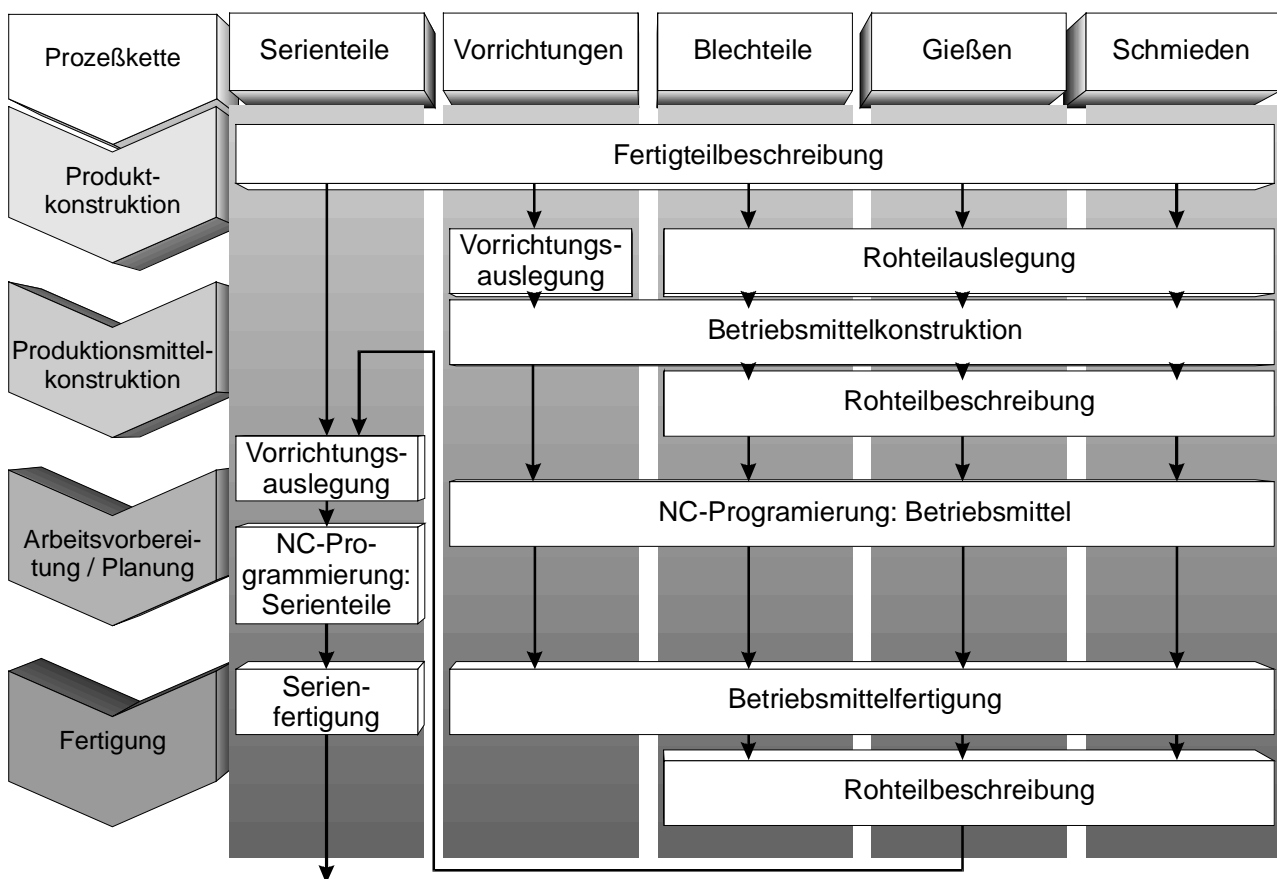 Prozeßkette
Serienteile
Vorrichtungen
Blechteile
Gießen
Schmieden
Produkt-
konstruktion
Fertigteilbeschreibung
Vorrichtungs-
auslegung
Rohteilauslegung
Produktionsmittel-
konstruktion
Betriebsmittelkonstruktion
Rohteilbeschreibung
Vorrichtungs-
auslegung
Arbeitsvorberei-
tung / Planung
NC-Programierung: Betriebsmittel
NC-Pro-
grammierung:
Serienteile
Fertigung
Serien-
fertigung
Betriebsmittelfertigung
Rohteilbeschreibung